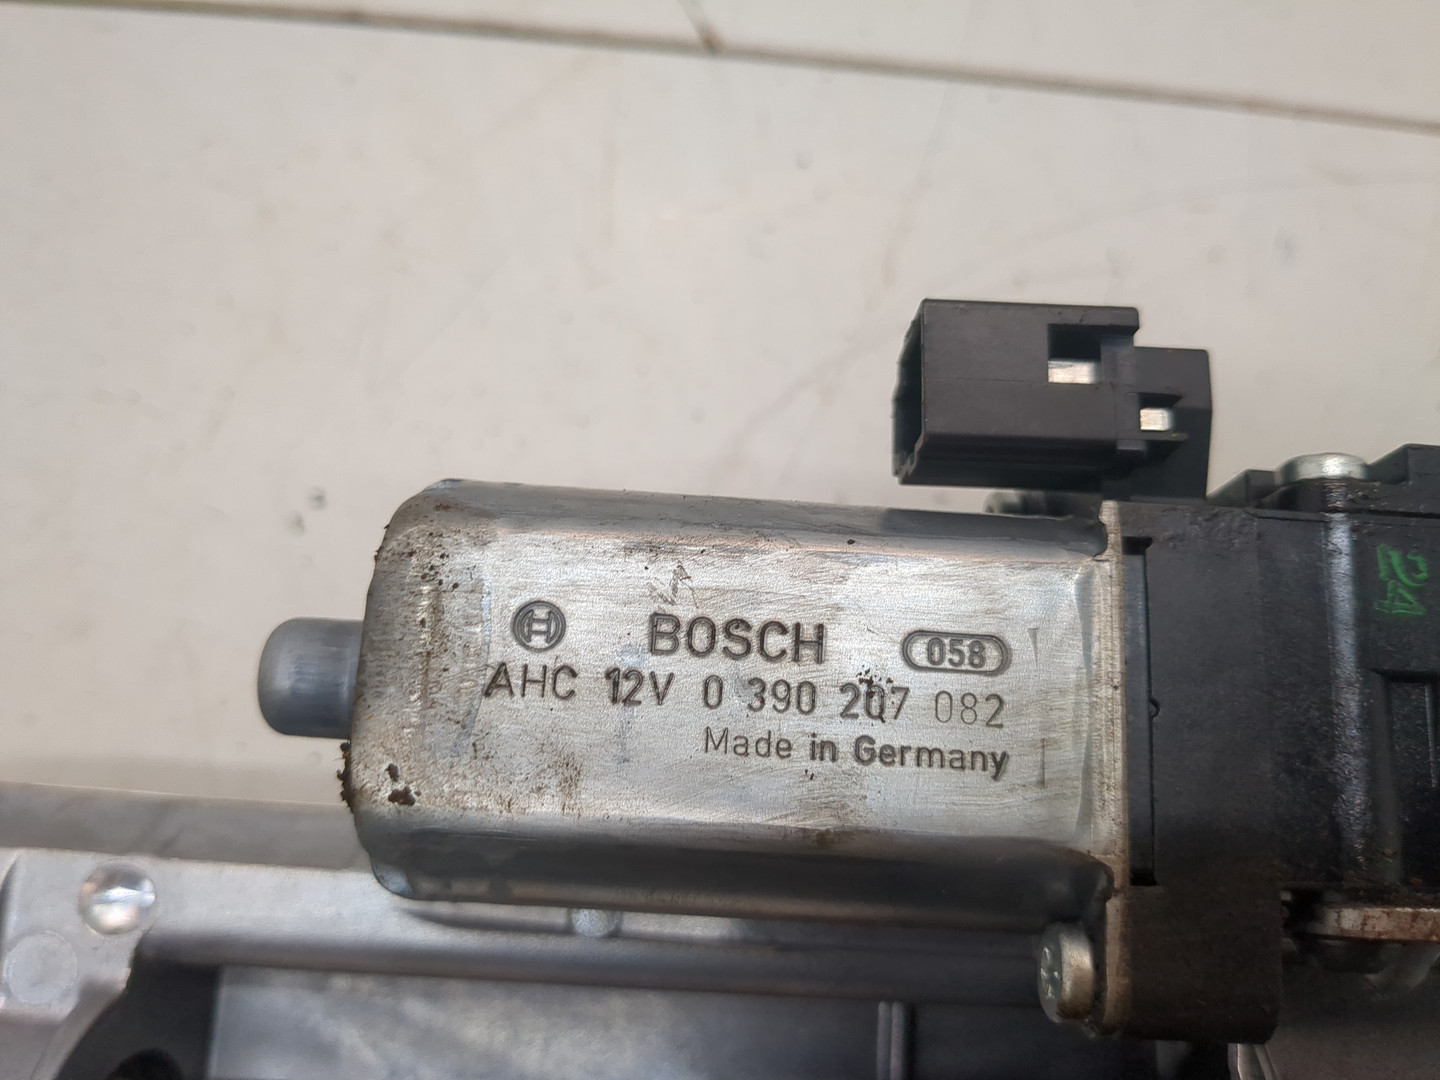 BOSCH 058
AHC 12V 0 390 207 082
Made in Germany
24